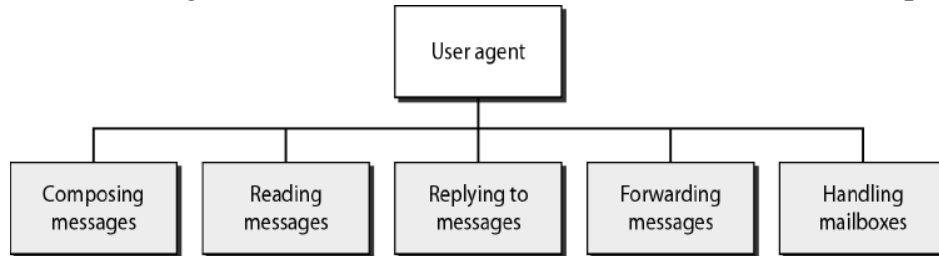 User agent
Composing
messages
Reading
messages
Replying to
messages
Forwarding
messages
Handling
mailboxes